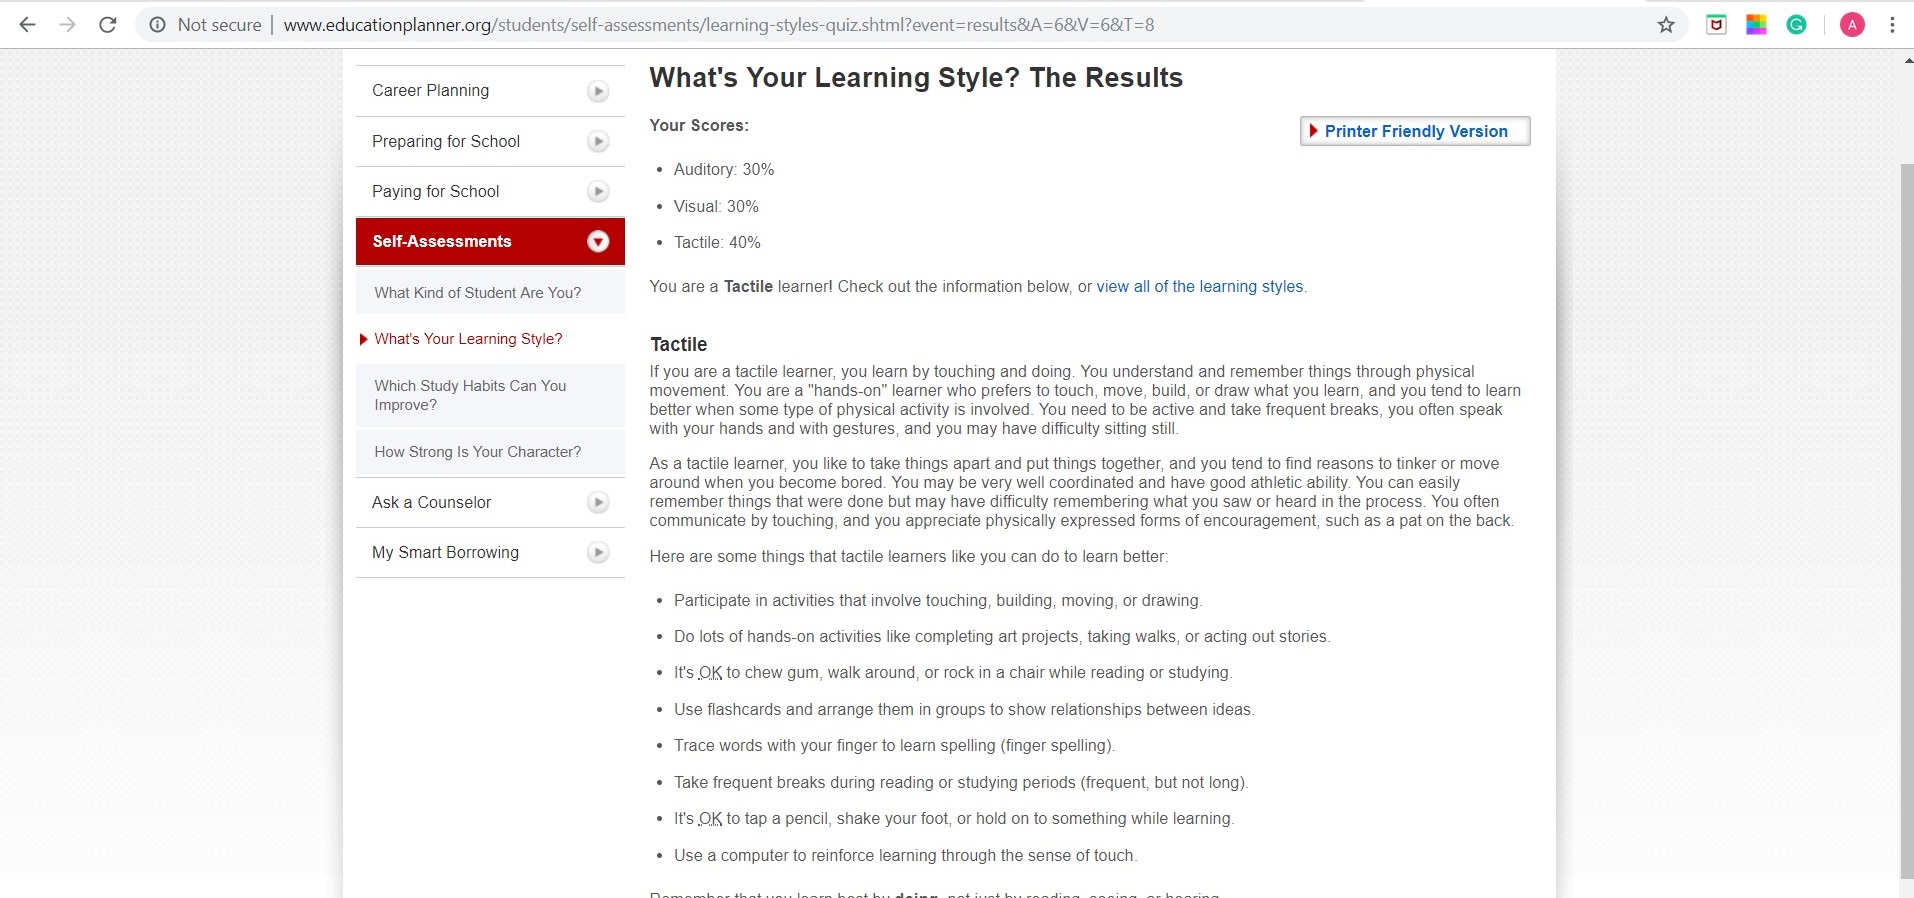 Not secure | www.educationplanner.org/students/self-assessments/learning-styles-quiz.shtml?event=results&A=6&V=6&T=8
G
A
Career Planning
Preparing for School
Paying for School
Self-Assessments
What Kind of Student Are You?
What's Your Learning Style?
Which Study Habits Can You
Improve?
How Strong Is Your Character?
Ask a Counselor
My Smart Borrowing
What's Your Learning Style? The Results
Your Scores:
Printer Friendly Version
• Auditory: 30%
• Visual: 30%
• Tactile: 40%
You are a Tactile learner! Check out the information below, or view all of the learning styles.
Tactile
If you are a tactile learner, you learn by touching and doing. You understand and remember things through physical
movement. You are a "hands-on" learner who prefers to touch, move, build, or draw what you learn, and you tend to learn
better when some type of physical activity is involved. You need to be active and take frequent breaks, you often speak
with your hands and with gestures, and you may have difficulty sitting still.
As a tactile learner, you like to take things apart and put things together, and you tend to find reasons to tinker or move
around when you become bored. You may be very well coordinated and have good athletic ability. You can easily
remember things that were done but may have difficulty remembering what you saw or heard in the process. You often
communicate by touching, and you appreciate physically expressed forms of encouragement, such as a pat on the back.
Here are some things that tactile learners like you can do to learn better:
• Participate in activities that involve touching, building, moving, or drawing.
• Do lots of hands-on activities like completing art projects, taking walks, or acting out stories.
• It's OK to chew gum, walk around, or rock in a chair while reading or studying.
• Use flashcards and arrange them in groups to show relationships between ideas.
• Trace words with your finger to learn spelling (finger spelling).
• Take frequent breaks during reading or studying periods (frequent, but not long).
• It's OK to tap a pencil, shake your foot, or hold on to something while learning.
• Use a computer to reinforce learning through the sense of touch.
Remember that you learn best by doing, not just by reading, seeing, or hearing.